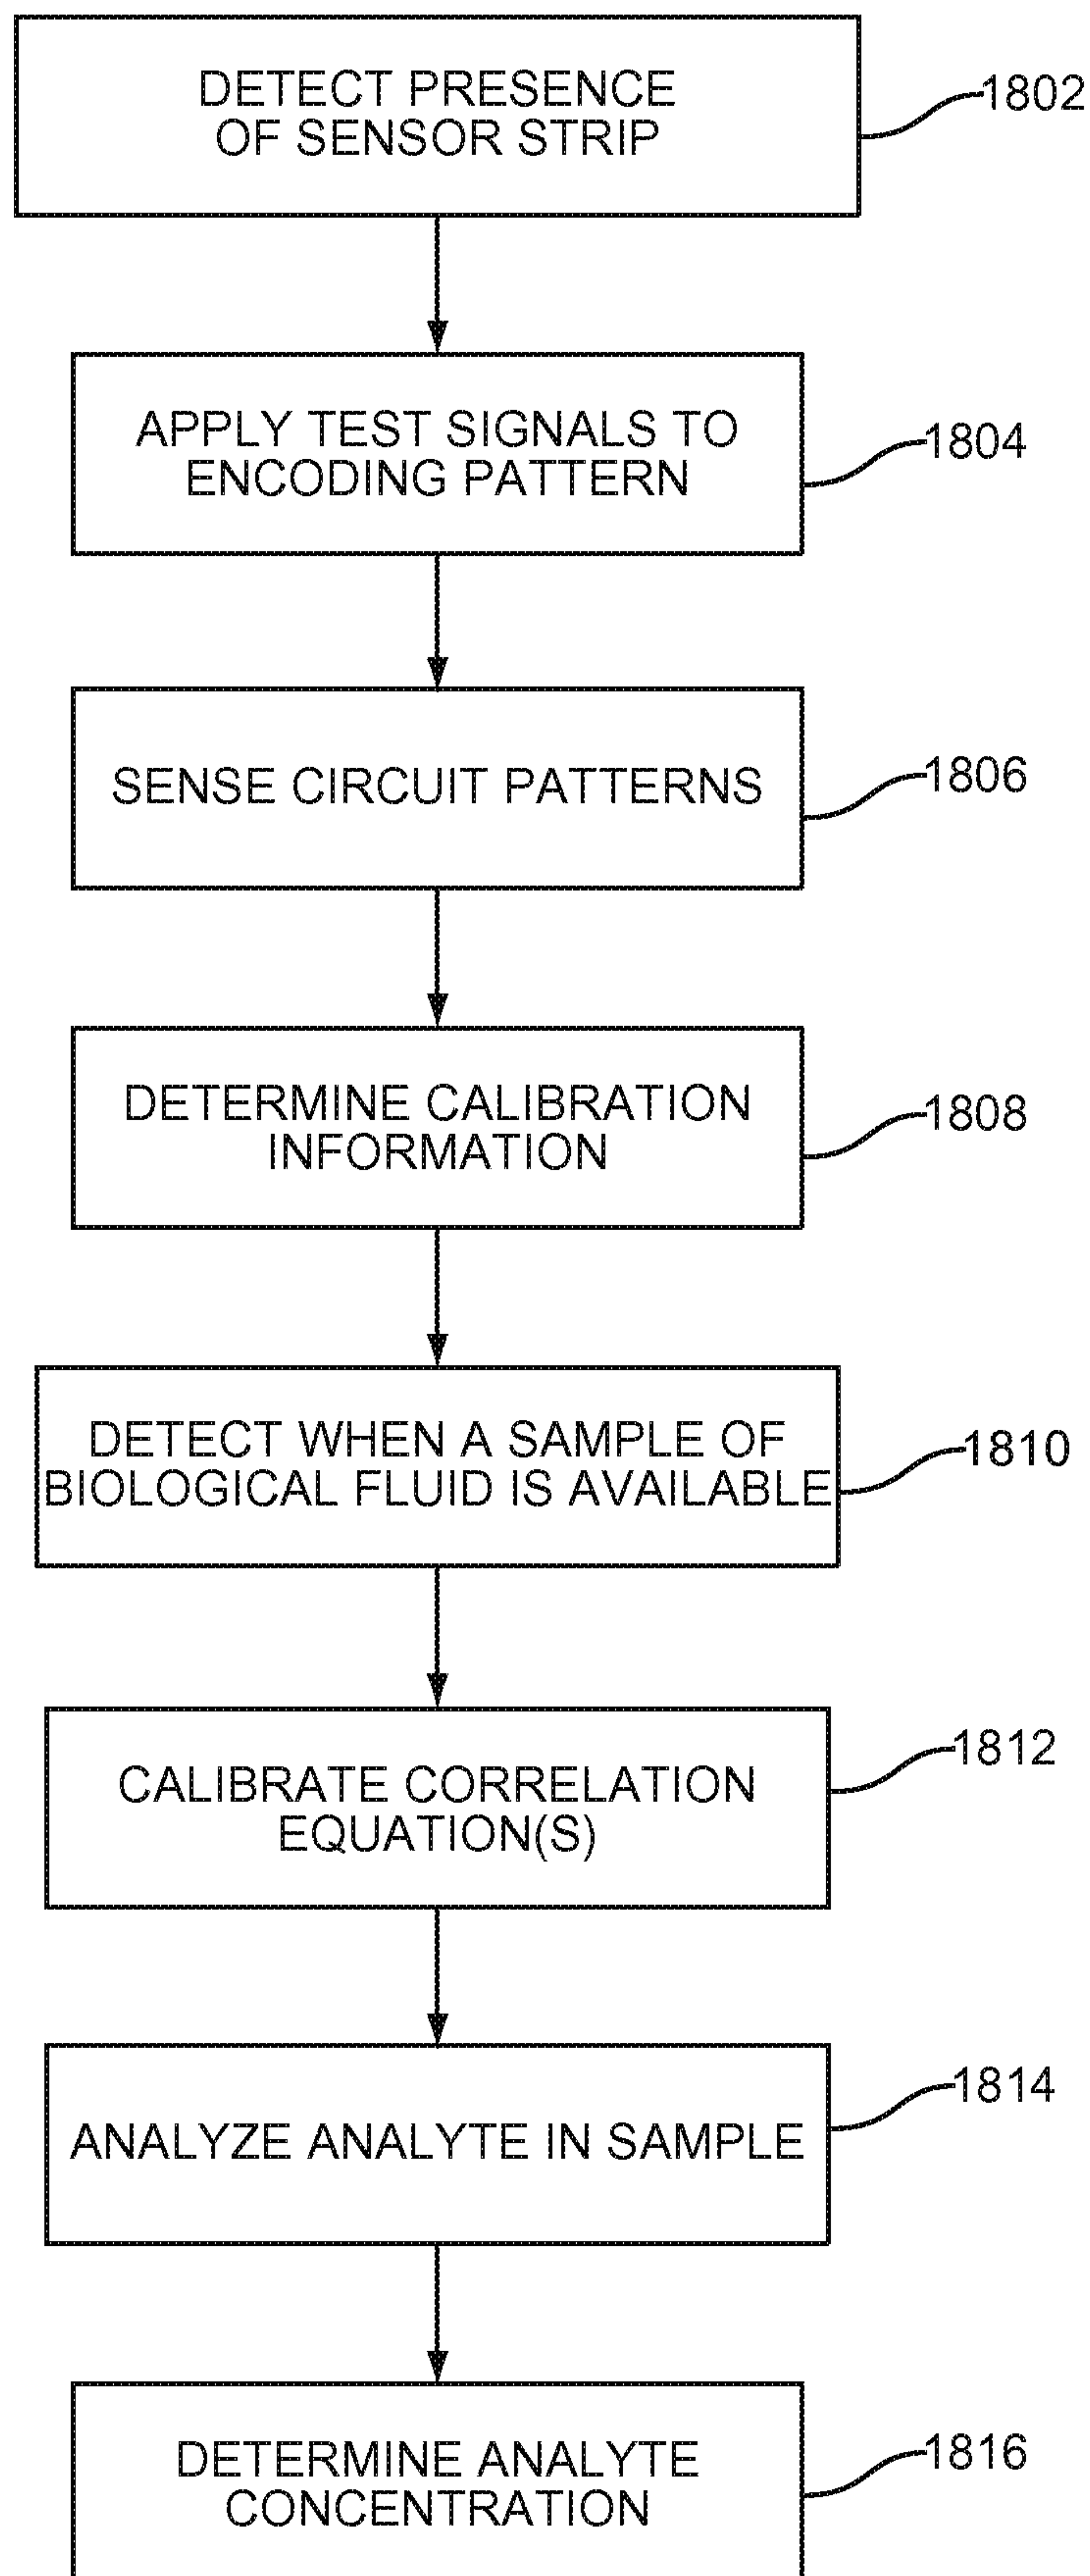 DETECT PRESENCE
OF SENSOR STRIP
1802
APPLY TEST SIGNALS TO
ENCODING PATTERN
1804
SENSE CIRCUIT PATTERNS
1806
DETERMINE CALIBRATION
INFORMATION
1808
DETECT WHEN A SAMPLE OF
BIOLOGICAL FLUID IS AVAILABLE
1810
CALIBRATE CORRELATION
EQUATION(S)
1812
ANALYZE ANALYTE IN SAMPLE
1814
DETERMINE ANALYTE
CONCENTRATION
1816